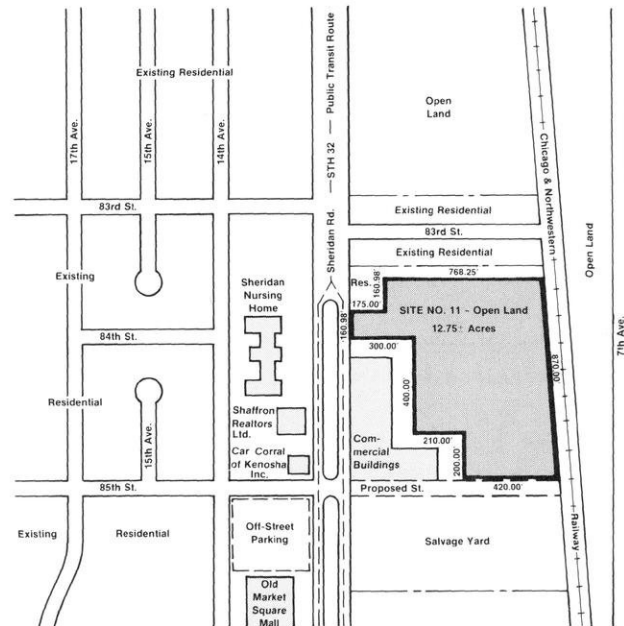 Existing Residential
17th Ave.
15th Ave.
14th Ave.
Sheridan Rd. — STH 32 — Public Transit Route
Open
Land
Chicago & Northwestern
Railway
Open Land
7th Ave.
83rd St.
Existing Residential
83rd St.
Existing Residential
768.25'
Existing
Sheridan
Nursing
Home
Res.
160.98'
175.00'
160.98'
SITE NO. 11 - Open Land
12.75± Acres
84th St.
300.00'
400.00'
870.00'
Residential
15th Ave.
Shaffron
Realtors
Ltd.
Car Corral
of Kenosha
Inc.
Com-
mercial
Buildings
210.00'
200.00'
85th St.
Proposed St.
420.00'
Existing
Residential
Off-Street
Parking
Salvage Yard
Old
Market
Square
Mall